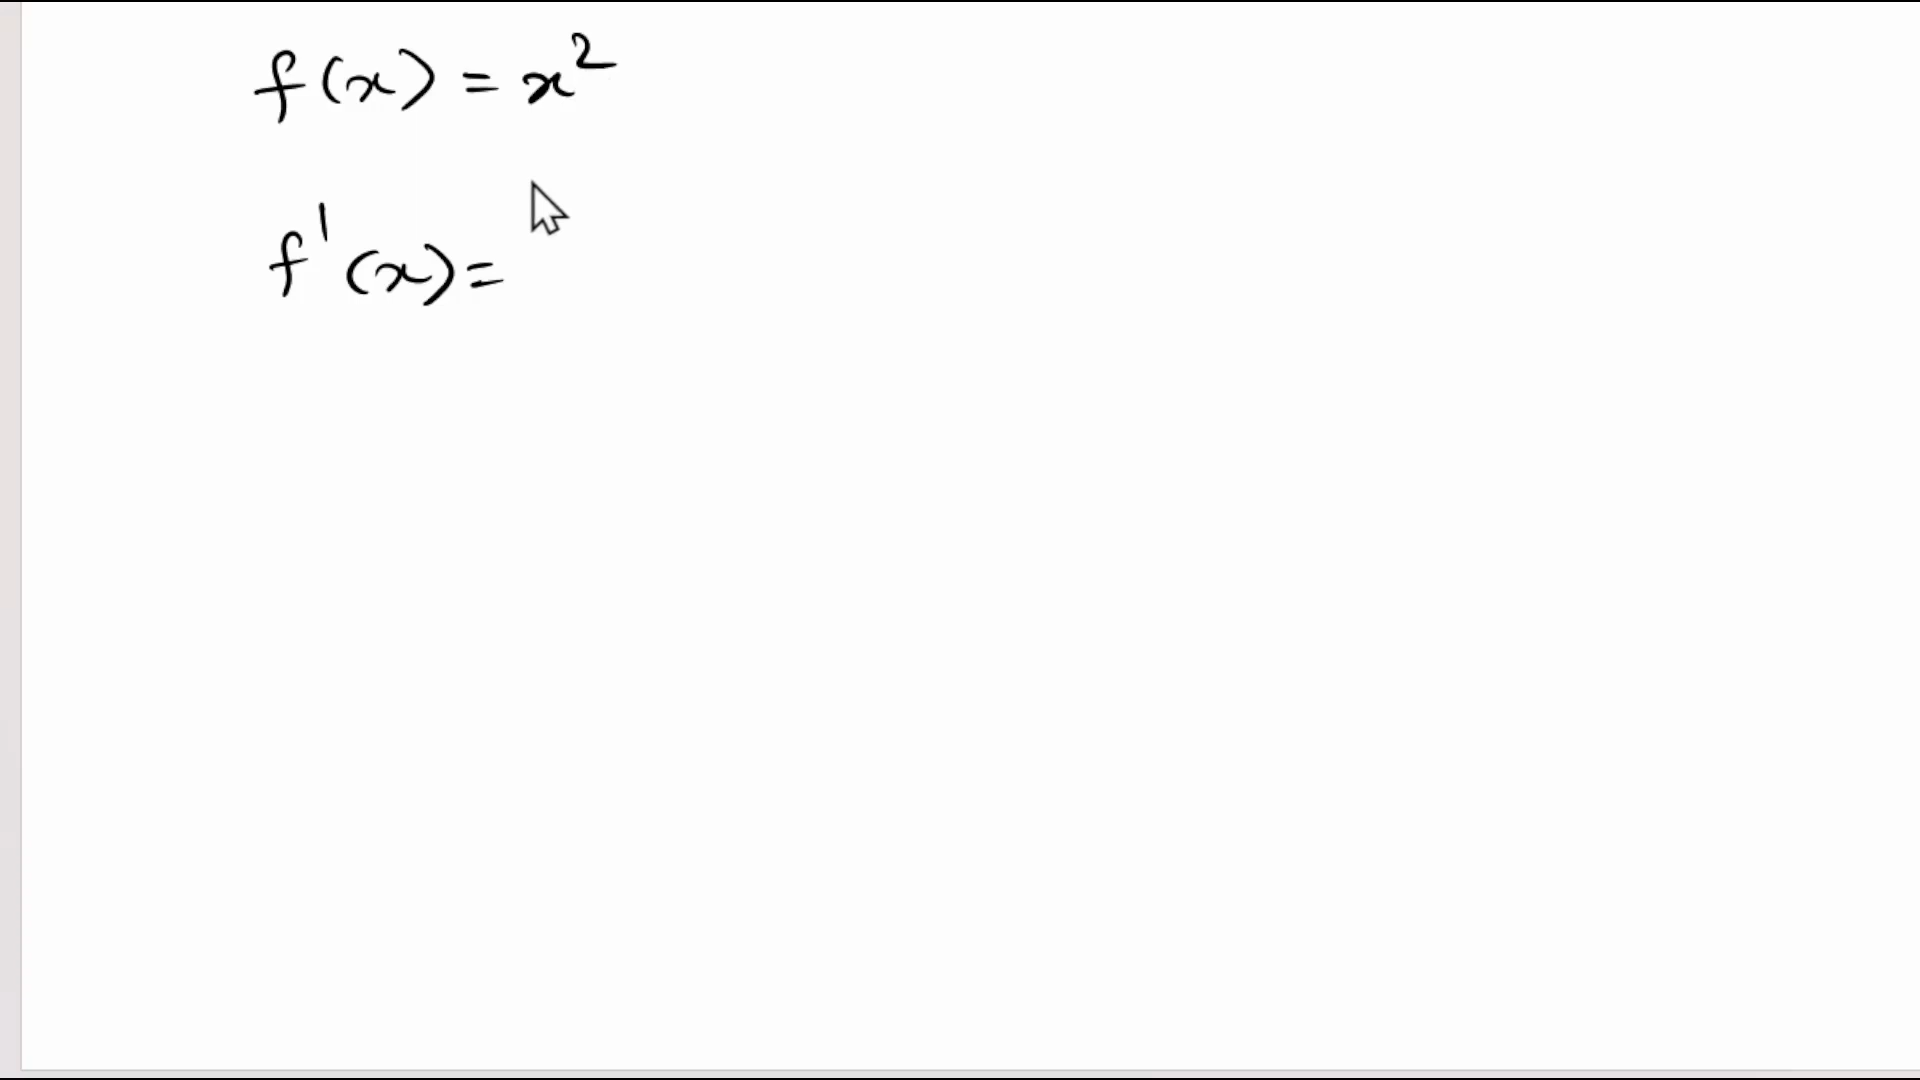 f(x) = x²
f'(x) =